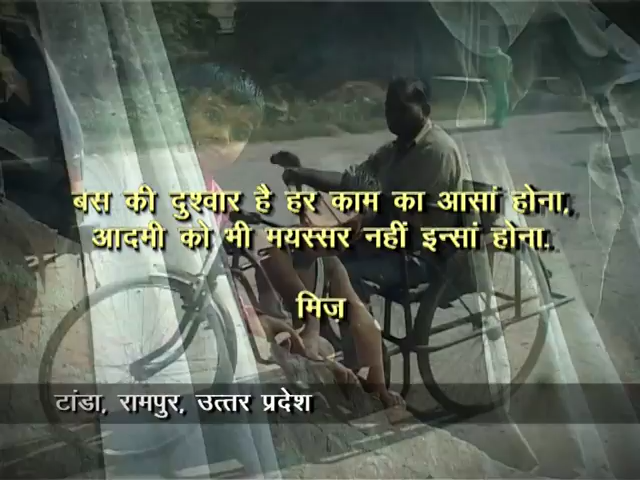 बस की दुश्वार है हर काम का आसां होना,
आदमी को भी मयस्सर नहीं इन्सां होना.
मिज
टांडा, रामपुर, उत्तर प्रदेश